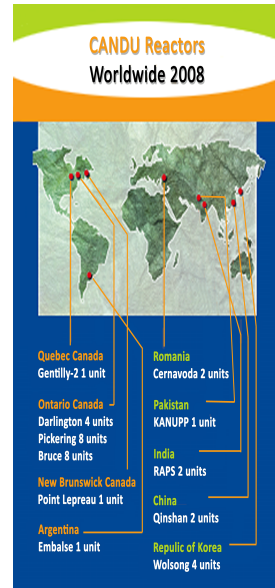 CANDU Reactors
Worldwide 2008
Quebec Canada
Gentilly-2 1 unit
Ontario Canada
Darlington 4 units
Pickering 8 units
Bruce 8 units
New Brunswick Canada
Point Lepreau 1 unit
Argentina
Embalse 1 unit
Romania
Cernavoda 2 units
Pakistan
KANUPP 1 unit
India
RAPS 2 units
China
Qinshan 2 units
Repulic of Korea
Wolsong 4 units